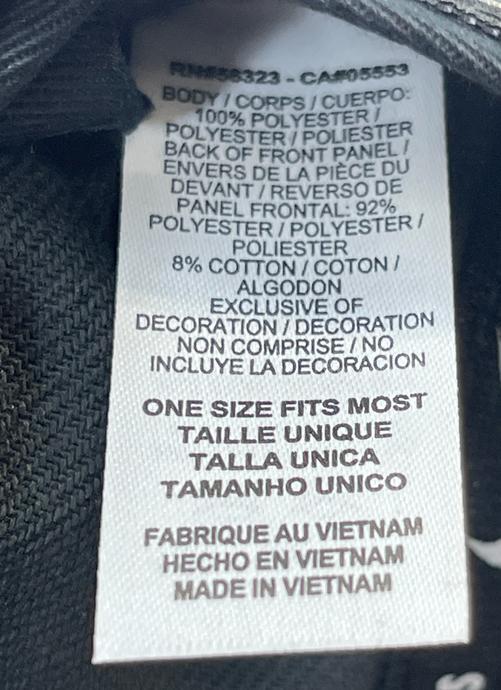 RN#56323 - CA#05553
BODY / CORPS / CUERPO:
100% POLYESTER /
POLYESTER / POLIESTER
BACK OF FRONT PANEL /
ENVERS DE LA PIÈCE DU
DEVANT / REVERSO DE
PANEL FRONTAL: 92%
POLYESTER / POLYESTER /
POLIESTER
8% COTTON / COTON /
ALGODON
EXCLUSIVE OF
DECORATION / DECORATION
NON COMPRISE / NO
INCLUYE LA DECORACION
ONE SIZE FITS MOST
TAILLE UNIQUE
TALLA UNICA
TAMANHO UNICO
FABRIQUE AU VIETNAM
HECHO EN VIETNAM
MADE IN VIETNAM